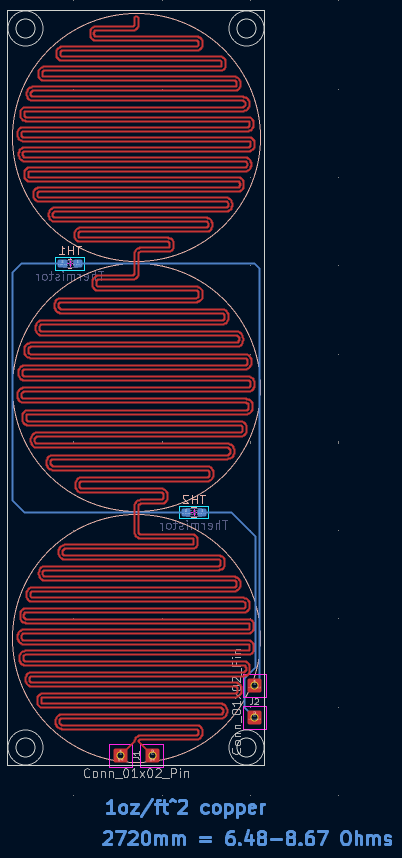 TH1
Thermistor
TH2
Thermistor
Conn_01x02_Pin
J2
J1
Conn_01x02_Pin
1oz/ft^2 copper
2720mm = 6.48-8.67 Ohms